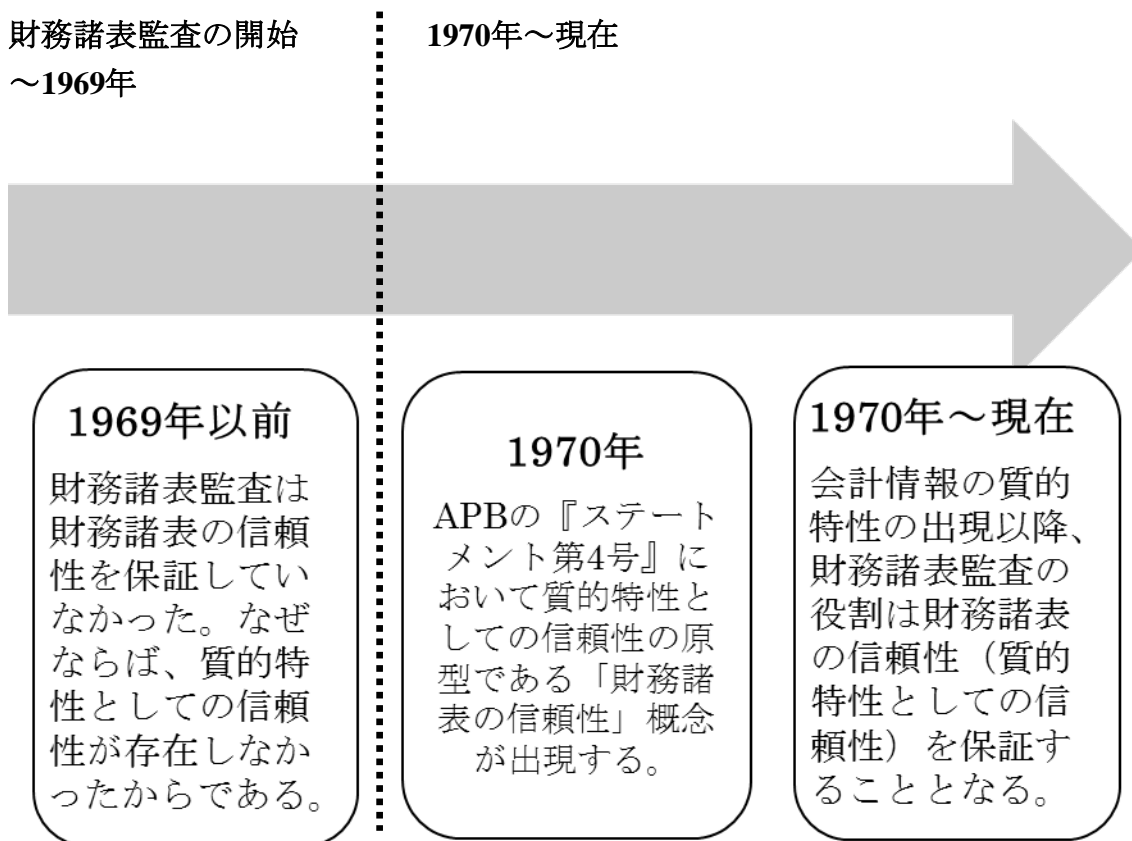 財務諸表監査の開始
～1969年
1970年～現在
1969年以前
財務諸表監査は
財務諸表の信頼
性を保証してい
なかった。なぜ
ならば、質的特
性としての信頼
性が存在しなか
ったからである。
1970年
APBの『ステート
メント第4号』に
おいて質的特性と
しての信頼性の原
型である「財務諸
表の信頼性」概念
が出現する。
1970年～現在
会計情報の質的
特性の出現以降、
財務諸表監査の
役割は財務諸表
の信頼性（質的
特性としての信
頼性）を保証す
ることとなる。